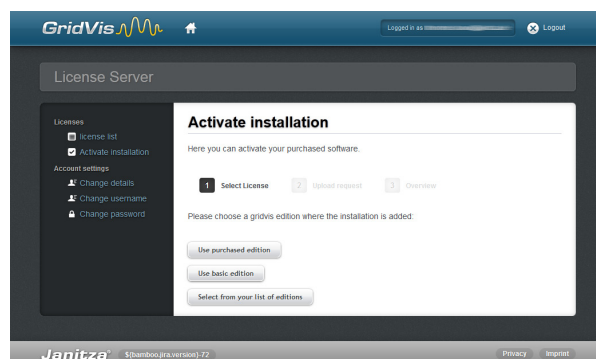 GridVis
Logged in as
Logout
License Server
Licenses
license list
Activate installation
Account settings
Change details
Change username
Change password
Activate installation
Here you can activate your purchased software.
1 Select License 2 Upload request 3 Overview
Please choose a gridvis edition where the installation is added:
Use purchased edition
Use basic edition
Select from your list of editions
Janitza® $(bamboo.jira.version)-72
Privacy Imprint